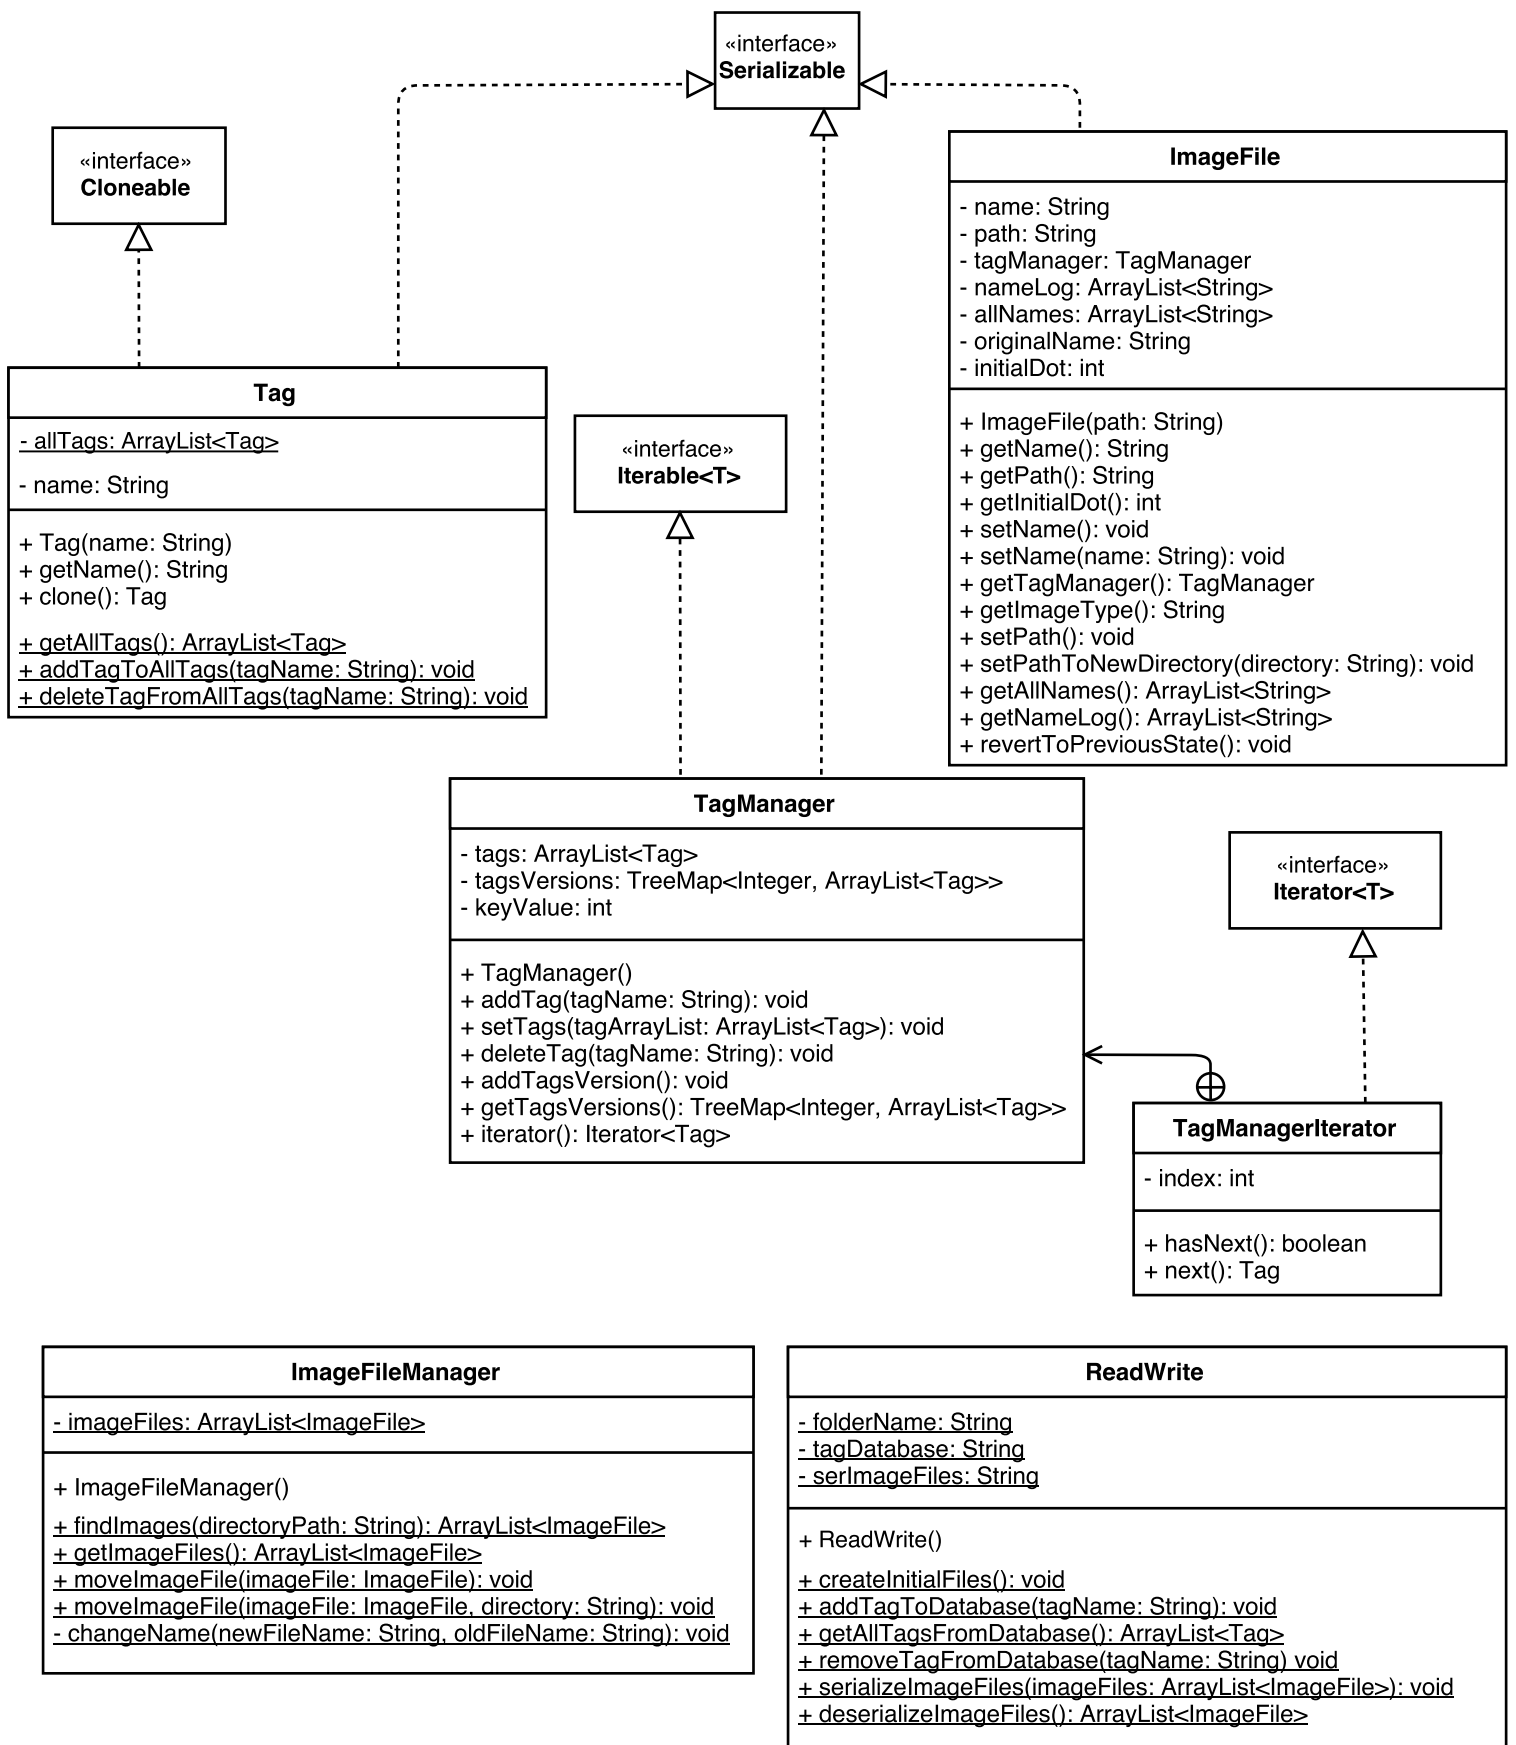 «interface»
Serializable
«interface»
Cloneable
ImageFile
- name: String
- path: String
- tagManager: TagManager
- nameLog: ArrayList<String>
- allNames: ArrayList<String>
- originalName: String
- initialDot: int
+ ImageFile(path: String)
+ getName(): String
+ getPath(): String
+ getInitialDot(): int
+ setName(): void
+ setName(name: String): void
+ getTagManager(): TagManager
+ getImageType(): String
+ setPath(): void
+ setPathToNewDirectory(directory: String): void
+ getAllNames(): ArrayList<String>
+ getNameLog(): ArrayList<String>
+ revertToPreviousState(): void
Tag
- allTags: ArrayList<Tag>
- name: String
+ Tag(name: String)
+ getName(): String
+ clone(): Tag
+ getAllTags(): ArrayList<Tag>
+ addTagToAllTags(tagName: String): void
+ deleteTagFromAllTags(tagName: String): void
«interface»
Iterable<T>
TagManager
- tags: ArrayList<Tag>
- tagsVersions: TreeMap<Integer, ArrayList<Tag>>
- keyValue: int
+ TagManager()
+ addTag(tagName: String): void
+ setTags(tagArrayList: ArrayList<Tag>): void
+ deleteTag(tagName: String): void
+ addTagsVersion(): void
+ getTagsVersions(): TreeMap<Integer, ArrayList<Tag>>
+ iterator(): Iterator<Tag>
«interface»
Iterator<T>
TagManagerIterator
- index: int
+ hasNext(): boolean
+ next(): Tag
ImageFileManager
- imageFiles: ArrayList<ImageFile>
+ ImageFileManager()
+ findImages(directoryPath: String): ArrayList<ImageFile>
+ getImageFiles(): ArrayList<ImageFile>
+ moveImageFile(imageFile: ImageFile): void
+ moveImageFile(imageFile: ImageFile, directory: String): void
- changeName(newFileName: String, oldFileName: String): void
ReadWrite
- folderName: String
- tagDatabase: String
- serImageFiles: String
+ ReadWrite()
+ createInitialFiles(): void
+ addTagToDatabase(tagName: String): void
+ getAllTagsFromDatabase(): ArrayList<Tag>
+ removeTagFromDatabase(tagName: String) void
+ serializeImageFiles(imageFiles: ArrayList<ImageFile>): void
+ deserializeImageFiles(): ArrayList<ImageFile>